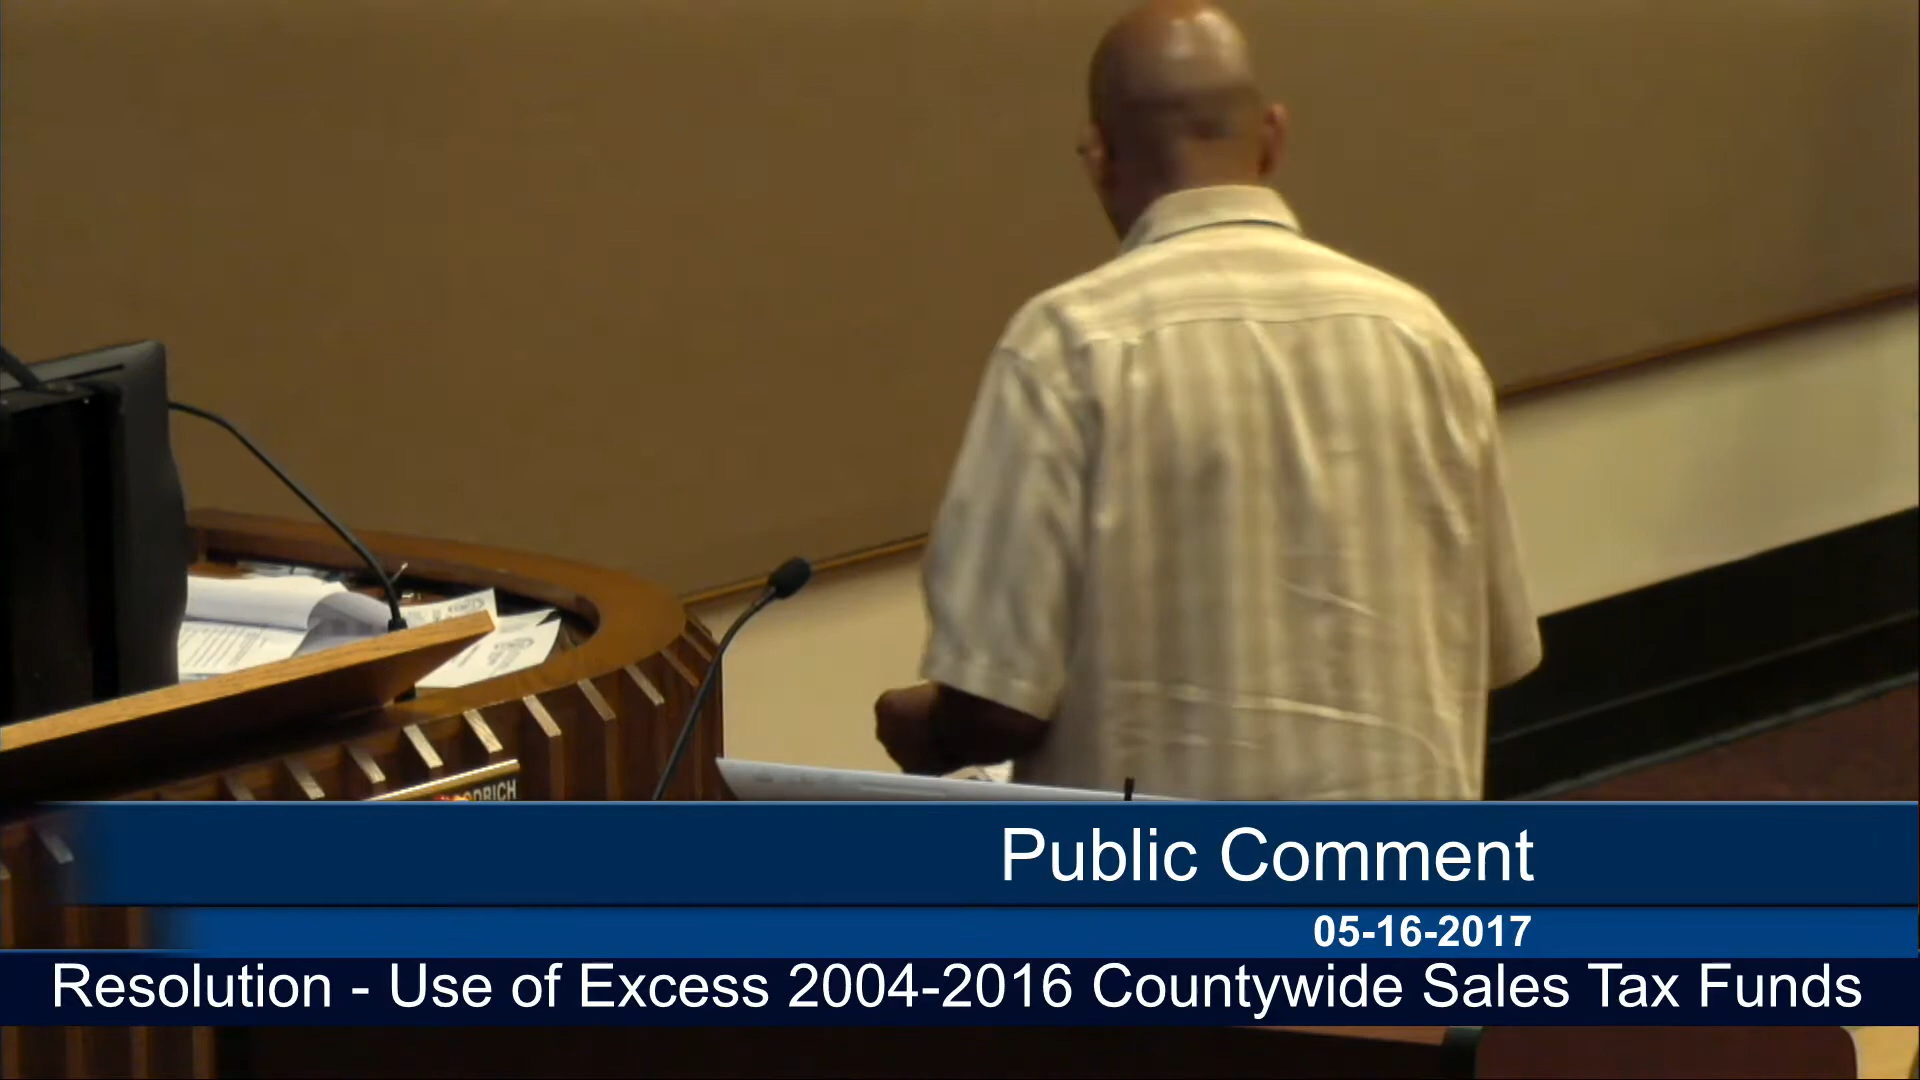 Public Comment
05-16-2017
Resolution - Use of Excess 2004-2016 Countywide Sales Tax Funds